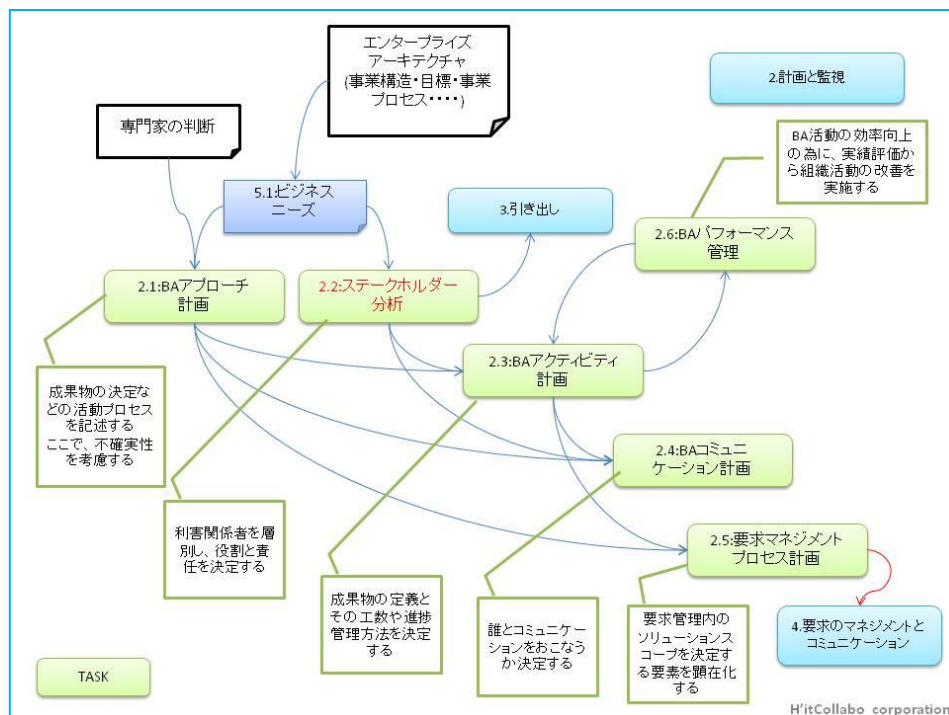 エンタープライズ
アーキテクチャ
(事業構造・目標・事業
プロセス・・・・)
2.計画と監視
専門家の判断
BA活動の効率向上
の為に、実績評価か
ら組織活動の改善を
実施する
5.1:ビジネス
ニーズ
3.引き出し
2.6:BAパフォーマンス
管理
2.1:BAアプローチ
計画
2.2:ステークホルダー
分析
2.3:BAアクティビティ
計画
成果物の決定な
どの活動プロセス
を記述する
ここで、不確実性
を考慮する
2.4:BAコミュニ
ケーション計画
利害関係者を層
別し、役割と責
任を決定する
2.5:要求マネジメント
プロセス計画
成果物の定義と
その工数や進捗
管理方法を決定
する
誰とコミュニケー
ションをおこなう
か決定する
要求管理内の
ソリューションス
コープを決定す
る要素を顕在化
する
4.要求のマネジメントと
コミュニケーション
TASK
H'itCollabo corporation